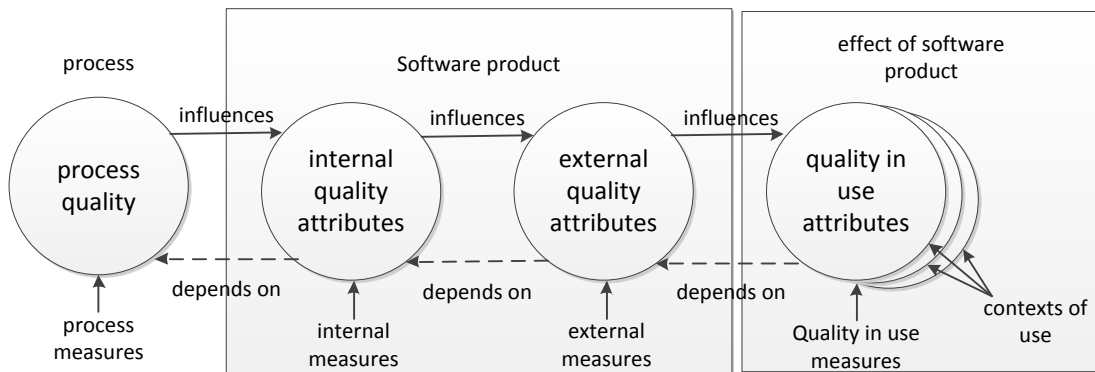 process
Software product
effect of software
product
influences
influences
influences
process
quality
internal
quality
attributes
external
quality
attributes
quality in
use
attributes
depends on
depends on
depends on
process
measures
internal
measures
external
measures
Quality in use
measures
contexts of
use